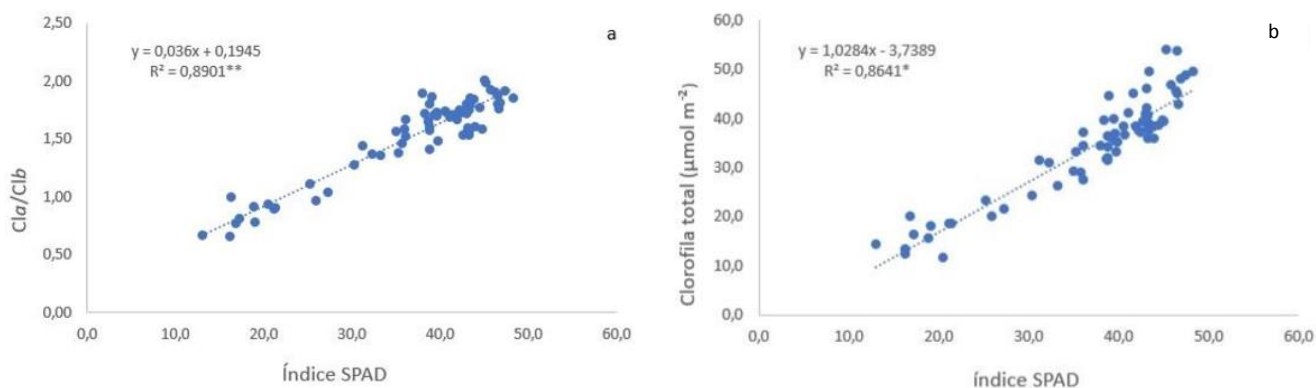 a
y = 0,036x + 0,1945
R² = 0,8901**
2,50
2,00
1,50
1,00
0,50
0,00
Cla/Clb
0,0 10,0 20,0 30,0 40,0 50,0 60,0
Índice SPAD
b
y = 1,0284x - 3,7389
R² = 0,8641*
60,0
50,0
40,0
30,0
20,0
10,0
0,0
Clorofila total (µmol m⁻²)
0,0 10,0 20,0 30,0 40,0 50,0 60,0
índice SPAD